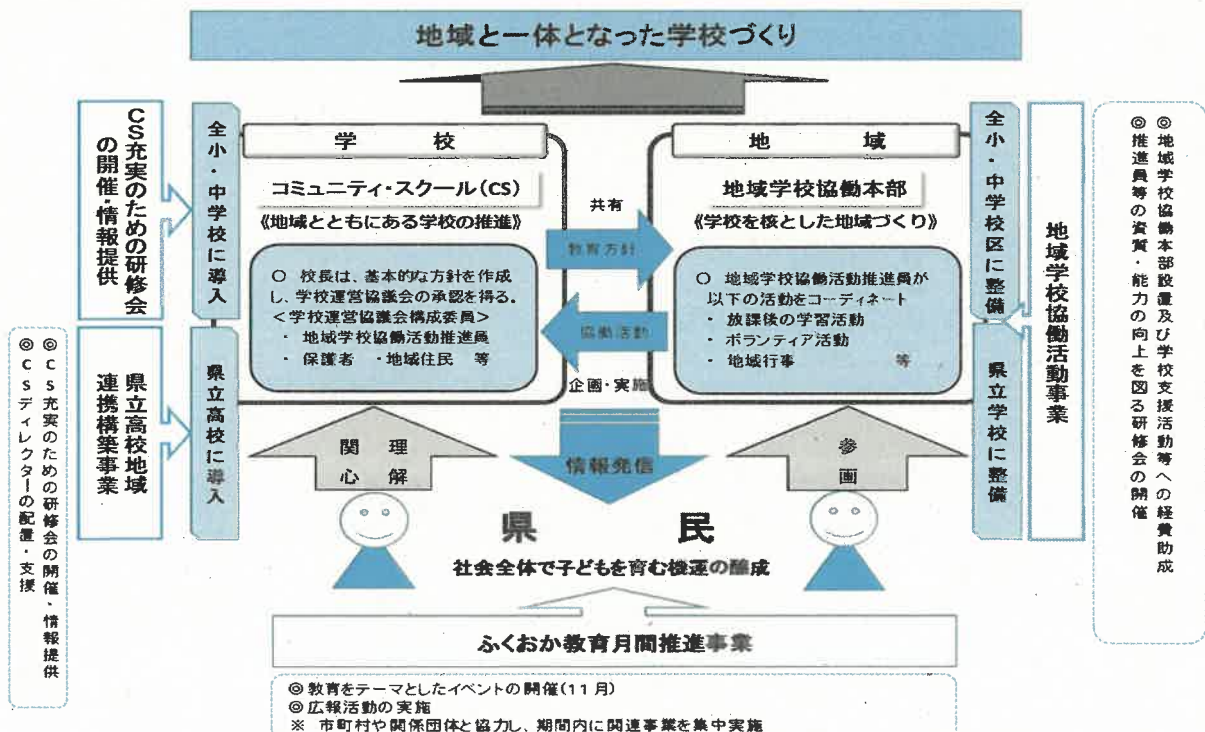 地域と一体となった学校づくり
CS充実のための研修会
の開催・情報提供
全小・中学校に導入
学 校
コミュニティ・スクール(CS)
《地域とともにある学校の推進》
○ 校長は、基本的な方針を作成
し、学校運営協議会の承認を得る。
<学校運営協議会構成委員>
・ 地域学校協働活動推進員
・ 保護者 ・地域住民 等
共有
教育方針
協働活動
企画・実施
地 域
地域学校協働本部
《学校を核とした地域づくり》
○ 地域学校協働活動推進員が
以下の活動をコーディネート
・ 放課後の学習活動
・ ボランティア活動
・ 地域行事 等
全小・中学校区に整備
地域学校協働活動事業
◎地域学校協働本部設置及び学校支援活動等への経費助成
◎推進員等の資質・能力の向上を図る研修会の開催
県立高校地域
連携構築事業
県立高校に導入
◎CS充実のための研修会の開催・情報提供
◎CSディレクターの配置・支援
県立学校に整備
関心
理解
情報発信
参画
県 民
社会全体で子どもを育む機運の醸成
ふくおか教育月間推進事業
◎教育をテーマとしたイベントの開催(11月)
◎広報活動の実施
※ 市町村や関係団体と協力し、期間内に関連事業を集中実施